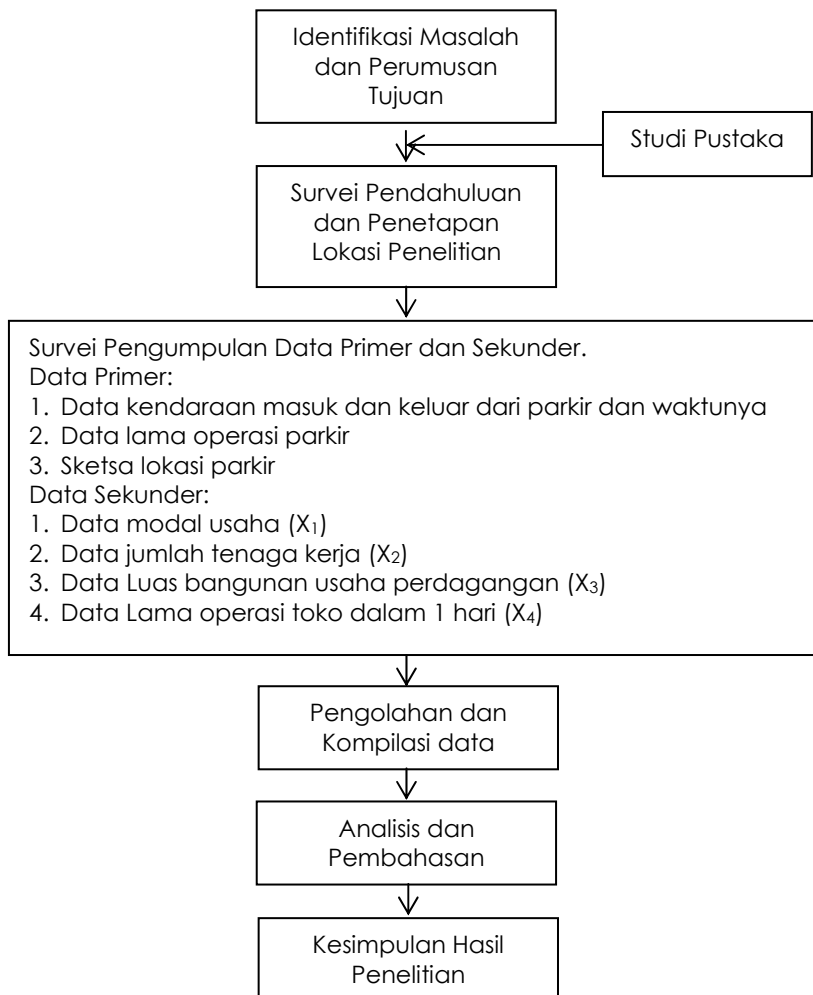 Identifikasi Masalah
dan Perumusan
Tujuan
Studi Pustaka
Survei Pendahuluan
dan Penetapan
Lokasi Penelitian
Survei Pengumpulan Data Primer dan Sekunder.
Data Primer:
1. Data kendaraan masuk dan keluar dari parkir dan waktunya
2. Data lama operasi parkir
3. Sketsa lokasi parkir
Data Sekunder:
1. Data modal usaha (X₁)
2. Data jumlah tenaga kerja (X₂)
3. Data Luas bangunan usaha perdagangan (X₃)
4. Data Lama operasi toko dalam 1 hari (X₄)
Pengolahan dan
Kompilasi data
Analisis dan
Pembahasan
Kesimpulan Hasil
Penelitian